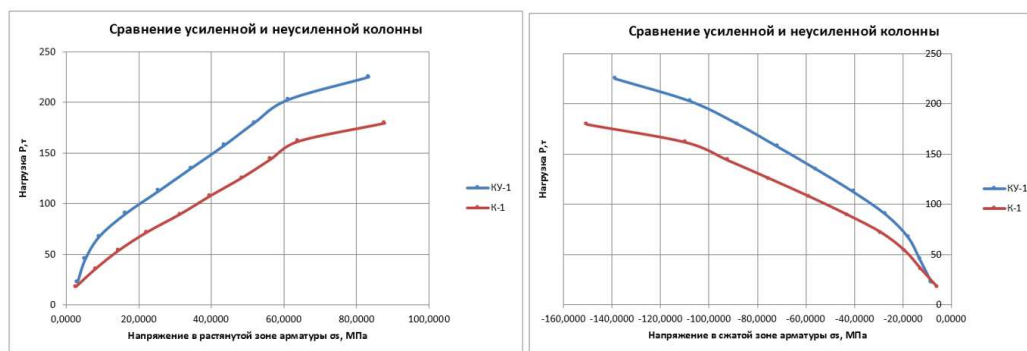 Сравнение усиленной и неусиленной колонны
250
200
150
100
50
0
Нагрузка Р,т
0,0000 20,0000 40,0000 60,0000 80,0000 100,0000
Напряжение в растянутой зоне арматуры σs, МПа
КУ-1
К-1
Сравнение усиленной и неусиленной колонны
250
200
150
100
50
0
Нагрузка Р,т
-160,0000 -140,0000 -120,0000 -100,0000 -80,0000 -60,0000 -40,0000 -20,0000 0,0000
Напряжение в сжатой зоне арматуры σs, МПа
КУ-1
К-1